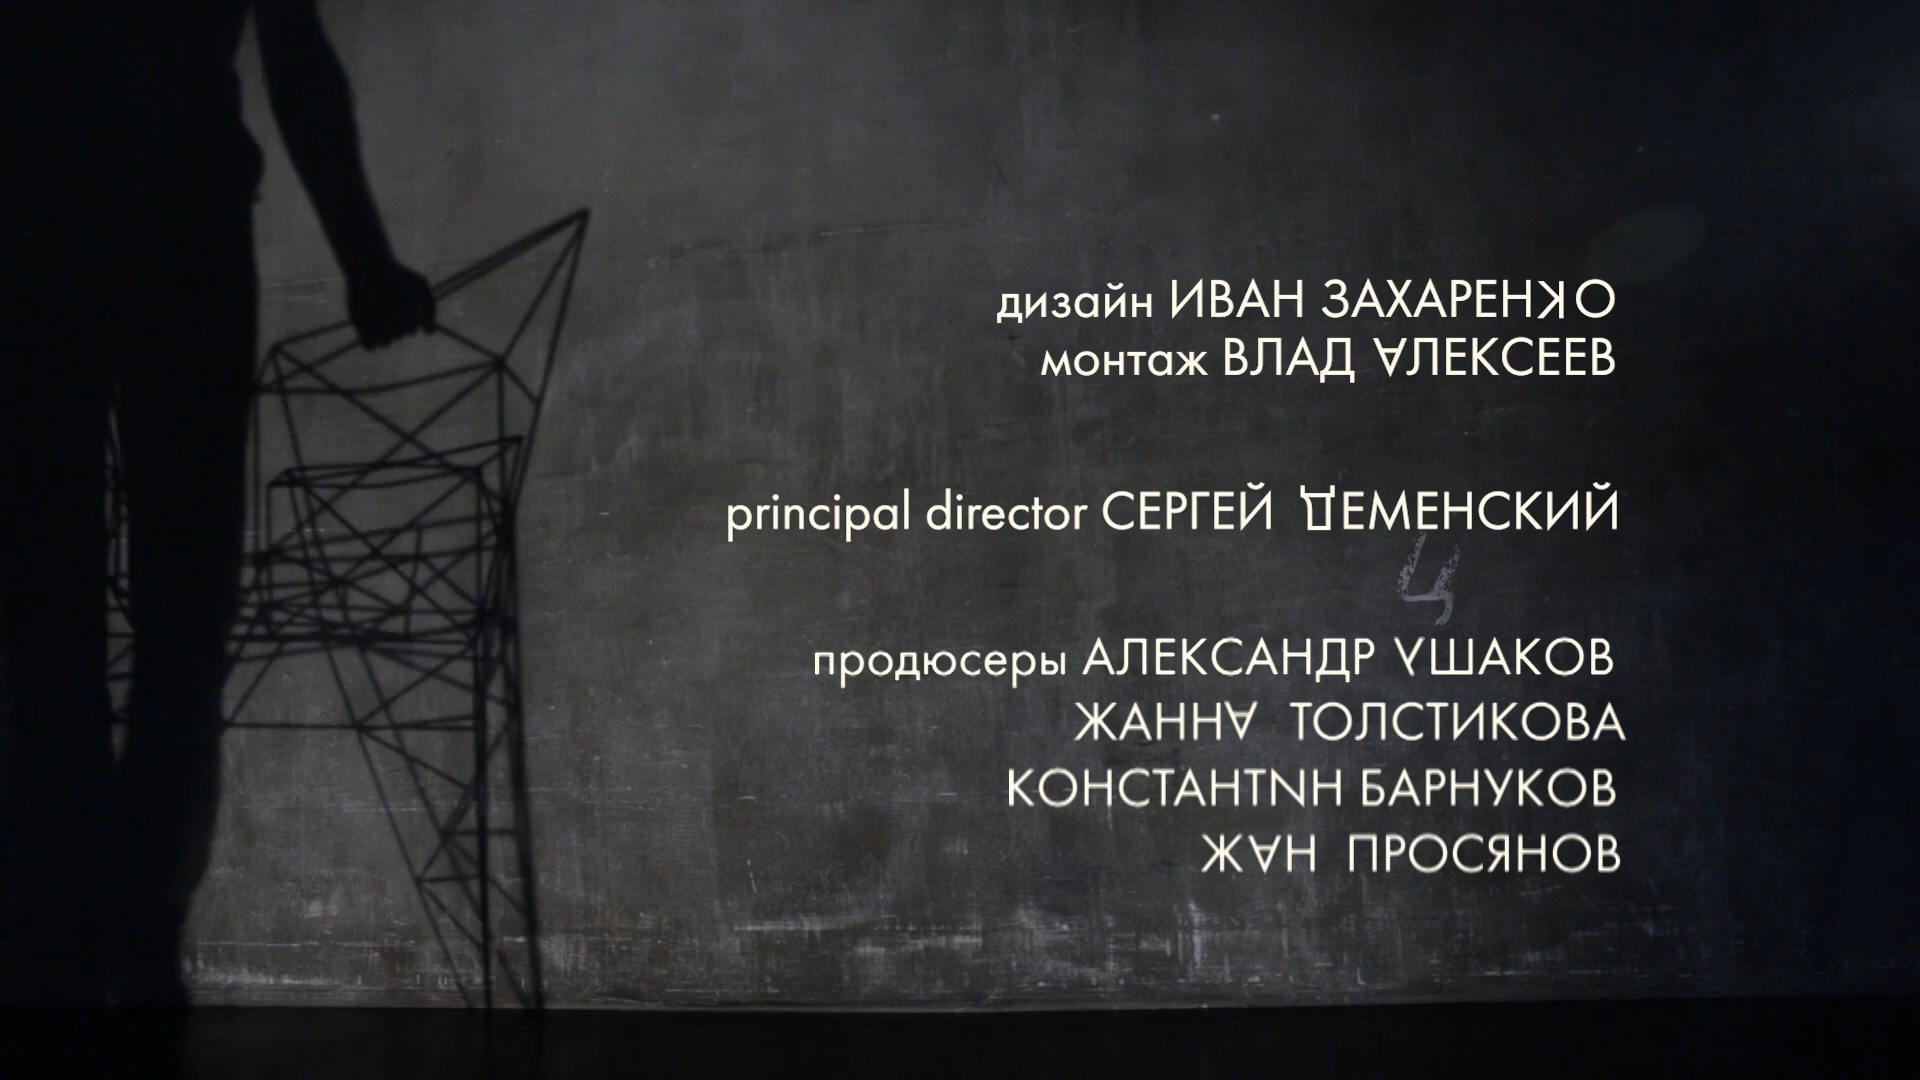 дизайн ИВАН ЗАХАРЕНКО
монтаж ВЛАД АЛЕКСЕЕВ
principal director СЕРГЕЙ ДЕМЕНСКИЙ
Ц
продюсеры АЛЕКСАНДР УШАКОВ
ЖАННА ТОЛСТИКОВА
КОНСТАНТИН БАРНУКОВ
ЖАН ПРОСЯНОВ